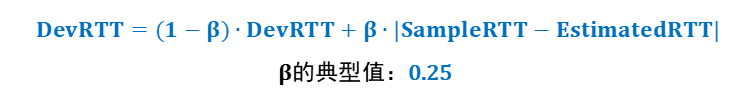 DevRTT = (1 − β) · DevRTT + β · |SampleRTT − EstimatedRTT|
β的典型值：0.25